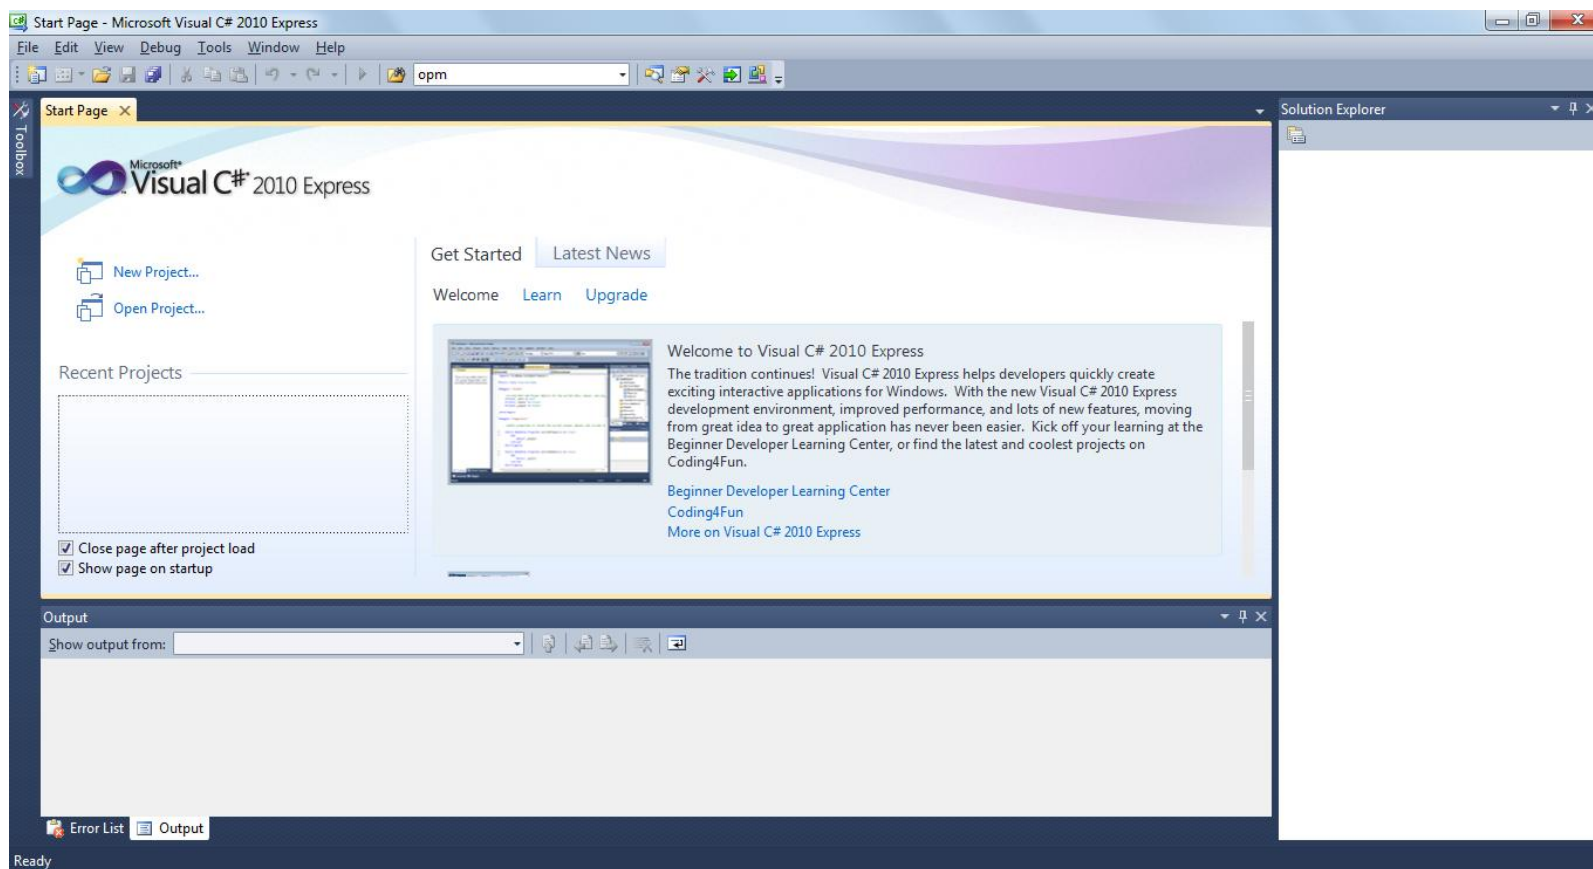 Start Page - Microsoft Visual C# 2010 Express
File Edit View Debug Tools Window Help
opm
Toolbox
Start Page
Solution Explorer
Microsoft®
Visual C#® 2010 Express
New Project...
Open Project...
Recent Projects
Close page after project load
Show page on startup
Get Started Latest News
Welcome Learn Upgrade
Welcome to Visual C# 2010 Express
The tradition continues! Visual C# 2010 Express helps developers quickly create
exciting interactive applications for Windows. With the new Visual C# 2010 Express
development environment, improved performance, and lots of new features, moving
from great idea to great application has never been easier. Kick off your learning at the
Beginner Developer Learning Center, or find the latest and coolest projects on
Coding4Fun.
Beginner Developer Learning Center
Coding4Fun
More on Visual C# 2010 Express
Output
Show output from:
Error List Output
Ready